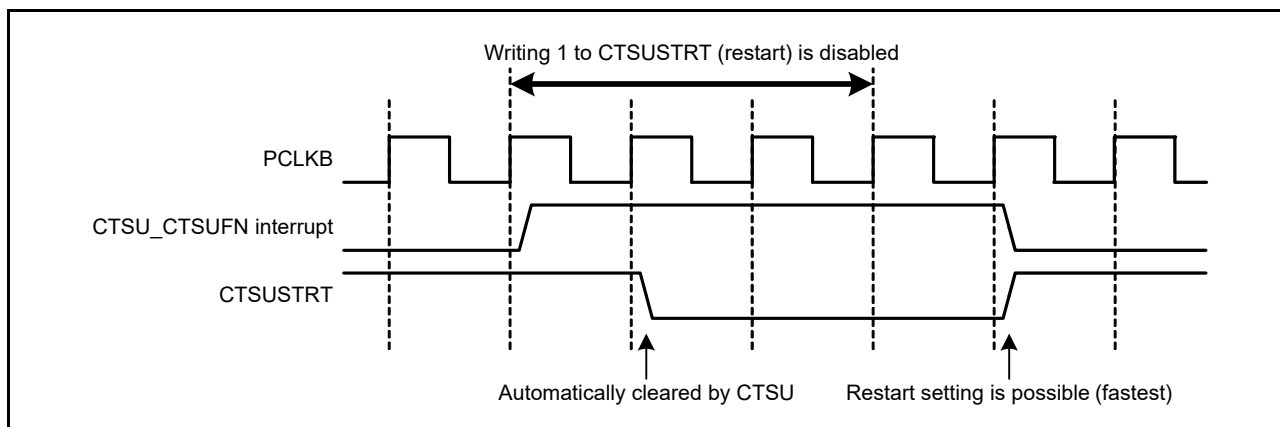 Writing 1 to CTSUSTRT (restart) is disabled
PCLKB
CTSU_CTSUFN interrupt
CTSUSTRT
Automatically cleared by CTSU
Restart setting is possible (fastest)